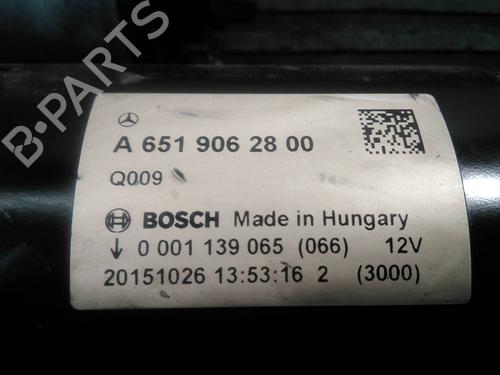 A 651 906 28 00
Q009
BOSCH Made in Hungary
0 001 139 065 (066) 12V
20151026 13:53:16 2 (3000)
B-PARTS